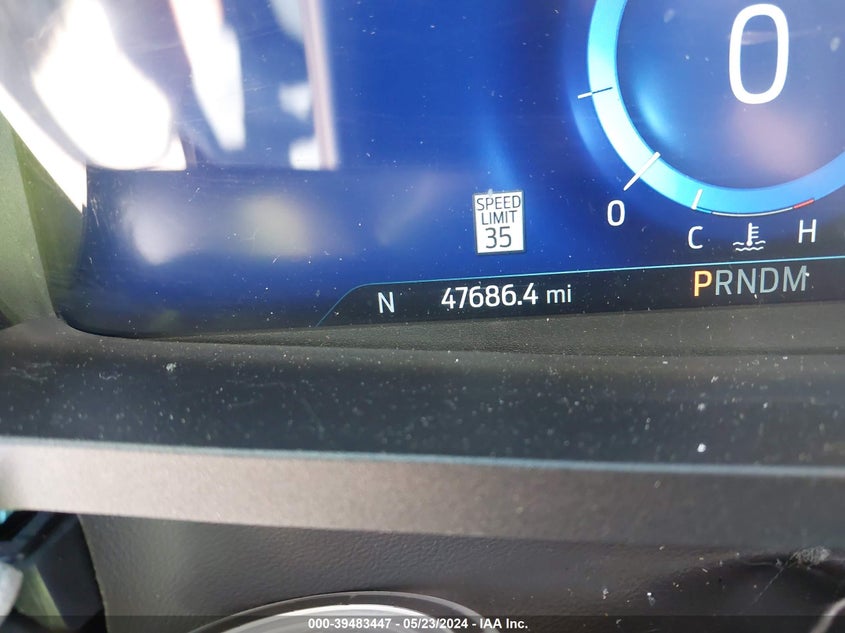 0
SPEED
LIMIT
35
0
C H
N 47686.4 mi PRNDM
000-39483447 - 05/23/2024 - IAA Inc.